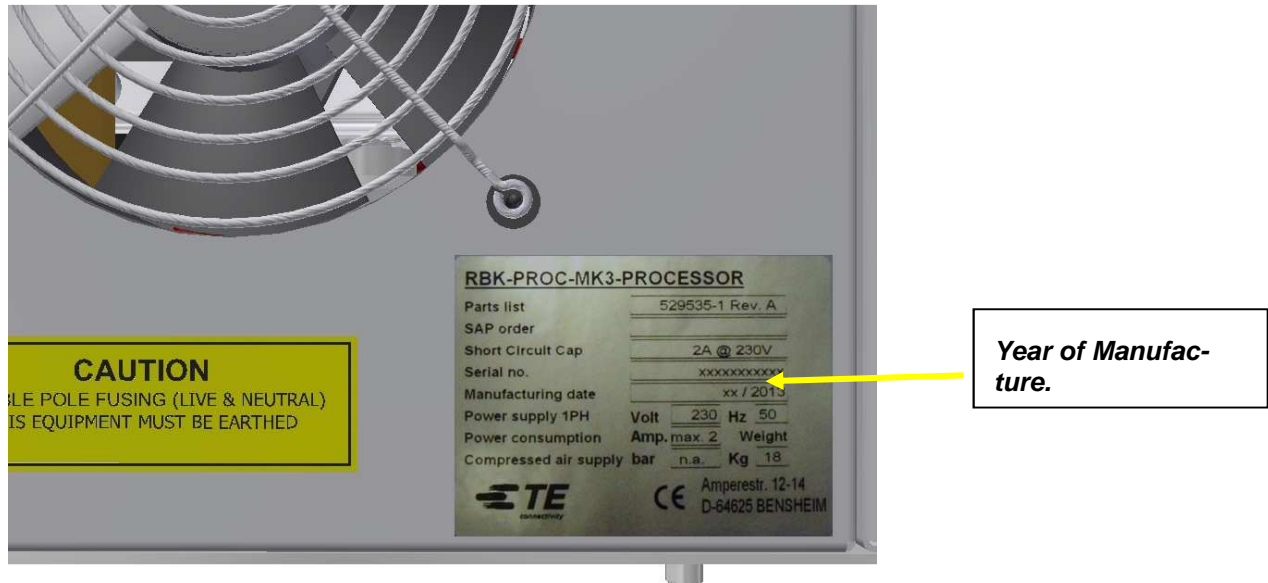 RBK-PROC-MK3-PROCESSOR
Parts list 529535-1 Rev. A
SAP order
Short Circuit Cap 2A @ 230V
Serial no. xxxxxxxxxxx
Manufacturing date xx / 2013
Power supply 1PH Volt 230 Hz 50
Power consumption Amp. max. 2 Weight
Compressed air supply bar n.a. Kg 18
TE connectivity CE Amperestr. 12-14
D-64625 BENSHEIM
CAUTION
POLE FUSING (LIVE & NEUTRAL)
IS EQUIPMENT MUST BE EARTHED
Year of Manufac-
ture.